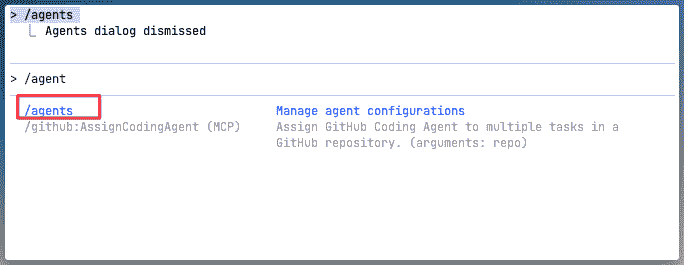 > /agents
⎿ Agents dialog dismissed
> /agent
/agents Manage agent configurations
/github:AssignCodingAgent (MCP) Assign GitHub Coding Agent to multiple tasks in a
GitHub repository. (arguments: repo)